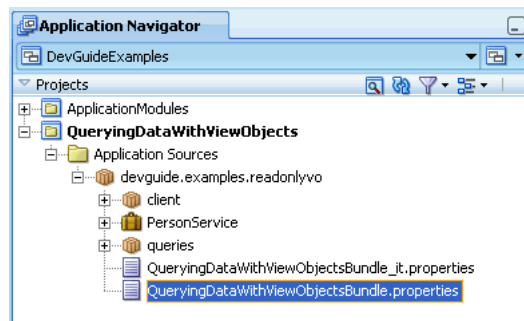 Application Navigator
DevGuideExamples
Projects
ApplicationModules
QueryingDataWithViewObjects
Application Sources
devguide.examples.readonlyvo
client
PersonService
queries
QueryingDataWithViewObjectsBundle_it.properties
QueryingDataWithViewObjectsBundle.properties